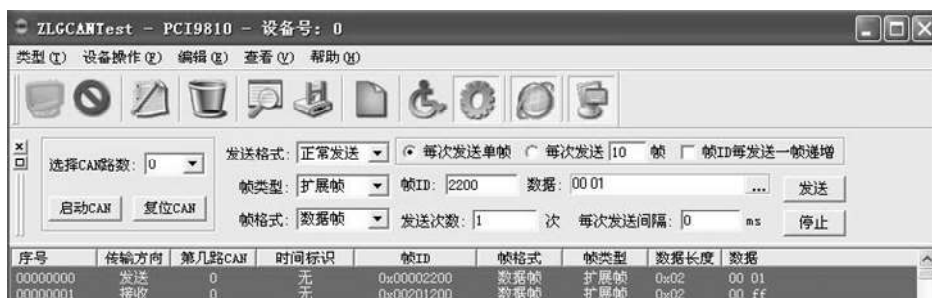 ZLGCANTest - PCI9810 - 设备号: 0
类型(T) 设备操作(P) 编辑(E) 查看(V) 帮助(H)
选择CAN路数: 0 发送格式: 正常发送 每次发送单帧 每次发送 10 帧 帧ID每发送一帧递增
帧类型: 扩展帧 帧ID: 2200 数据: 00 01 ... 发送
启动CAN 复位CAN 帧格式: 数据帧 发送次数: 1 次 每次发送间隔: 0 ms 停止
序号 传输方向 第几路CAN 时间标识 帧ID 帧格式 帧类型 数据长度 数据
00000000 发送 0 无 0x00002200 数据帧 扩展帧 0x02 00 01
00000001 接收 0 无 0x00201200 数据帧 扩展帧 0x02 00 ff